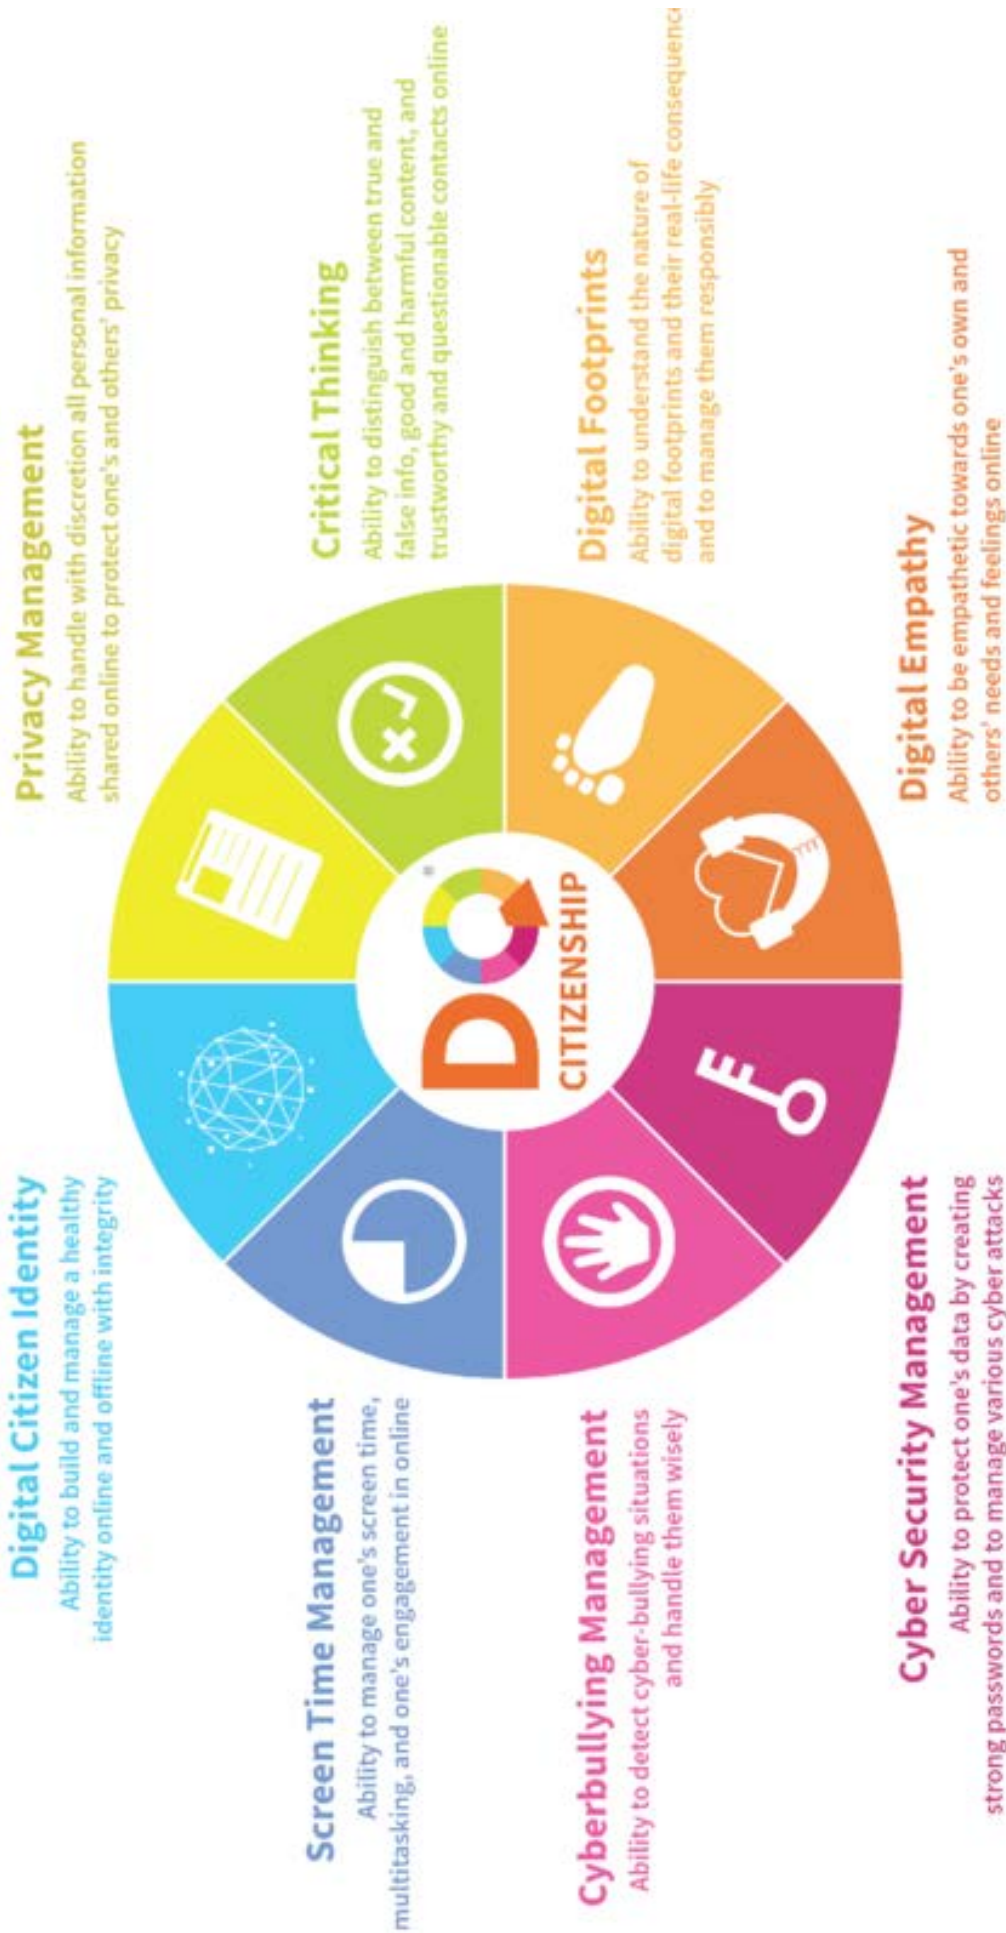 Digital Citizen Identity
Ability to build and manage a healthy
identity online and offline with integrity
Privacy Management
Ability to handle with discretion all personal information
shared online to protect one's and others' privacy
Screen Time Management
Ability to manage one's screen time,
multitasking, and one's engagement in online
Critical Thinking
Ability to distinguish between true and
false info, good and harmful content, and
trustworthy and questionable contacts online
DQ®
CITIZENSHIP
Cyberbullying Management
Ability to detect cyber-bullying situations
and handle them wisely
Digital Footprints
Ability to understand the nature of
digital footprints and their real-life consequenc
and to manage them responsibly
Cyber Security Management
Ability to protect one's data by creating
strong passwords and to manage various cyber attacks
Digital Empathy
Ability to be empathetic towards one's own and
others' needs and feelings online